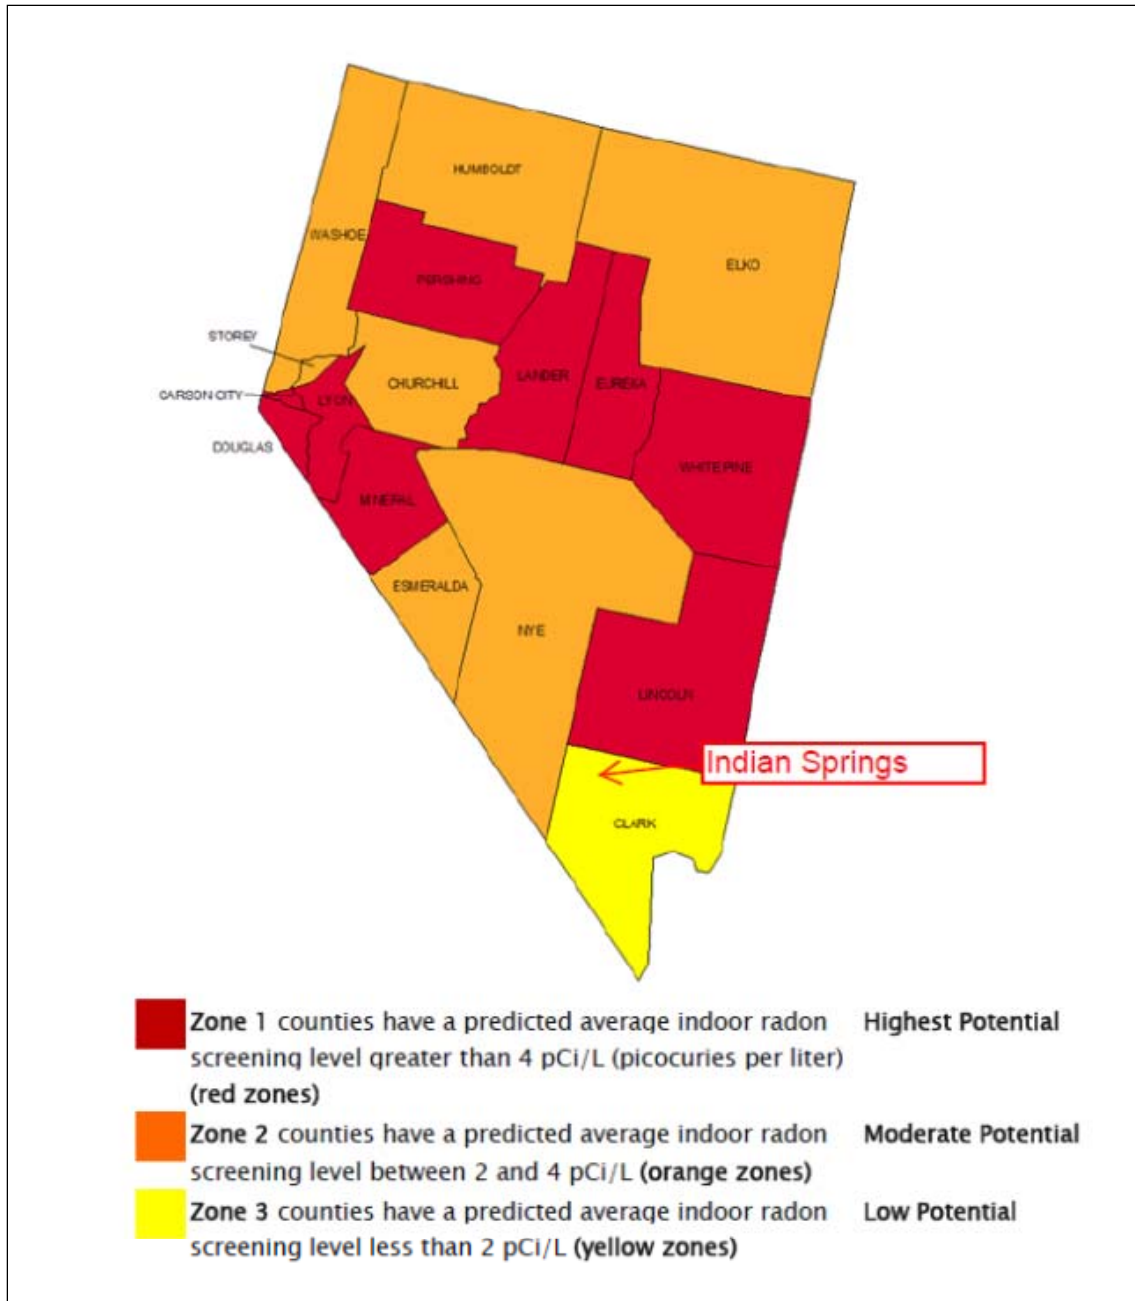 HUMBOLDT
WASHOE
ELKO
PERSHING
STOREY
LANDER
EUREKA
CHURCHILL
CARSON CITY
LYON
DOUGLAS
WHITE PINE
MINERAL
ESMERALDA
NYE
LINCOLN
Indian Springs
CLARK
Zone 1 counties have a predicted average indoor radon Highest Potential
screening level greater than 4 pCi/L (picocuries per liter)
(red zones)
Zone 2 counties have a predicted average indoor radon Moderate Potential
screening level between 2 and 4 pCi/L (orange zones)
Zone 3 counties have a predicted average indoor radon Low Potential
screening level less than 2 pCi/L (yellow zones)